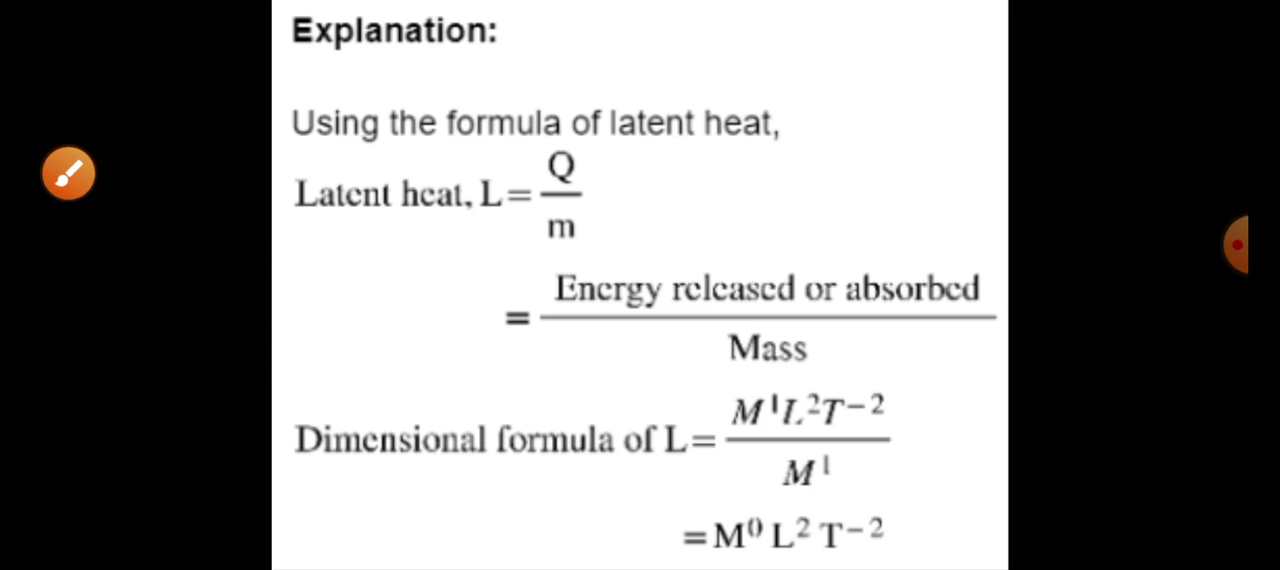 Explanation:
Using the formula of latent heat,
Latent heat, L = Q / m
= Energy released or absorbed / Mass
Dimensional formula of L = M¹L²T⁻² / M¹
= M⁰ L² T⁻²